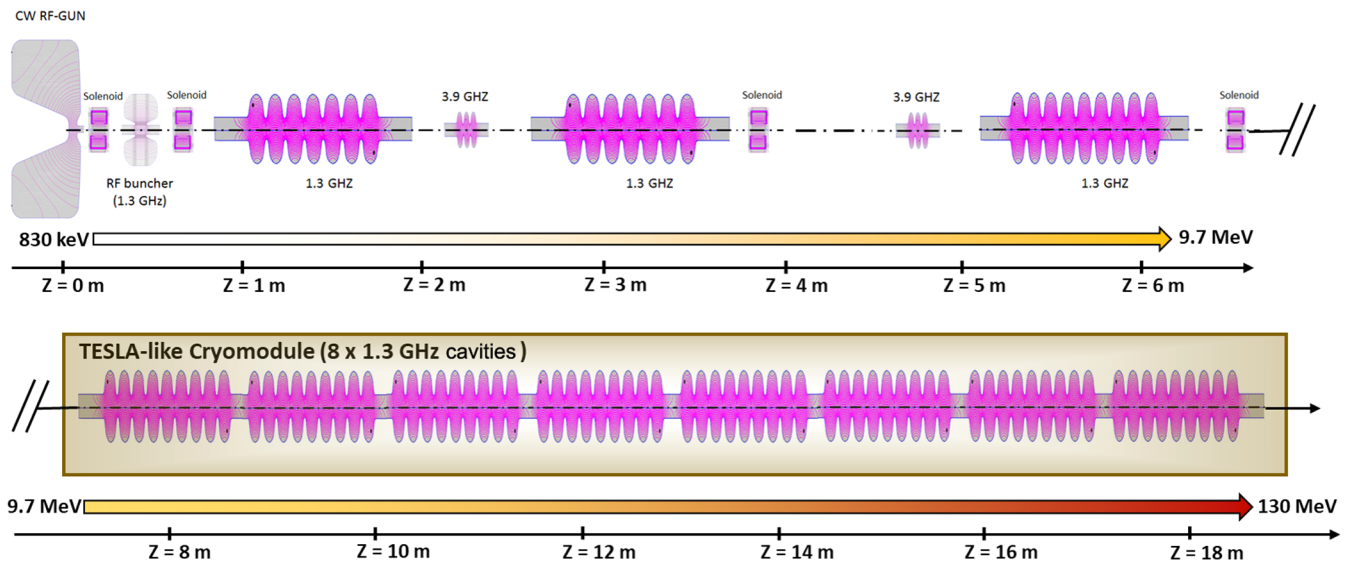 CW RF-GUN
Solenoid
Solenoid
3.9 GHZ
Solenoid
3.9 GHZ
Solenoid
RF buncher
(1.3 GHz)
1.3 GHZ
1.3 GHZ
1.3 GHZ
830 keV
9.7 MeV
Z = 0 m
Z = 1 m
Z = 2 m
Z = 3 m
Z = 4 m
Z = 5 m
Z = 6 m
TESLA-like Cryomodule (8 x 1.3 GHz cavities )
9.7 MeV
130 MeV
Z = 8 m
Z = 10 m
Z = 12 m
Z = 14 m
Z = 16 m
Z = 18 m